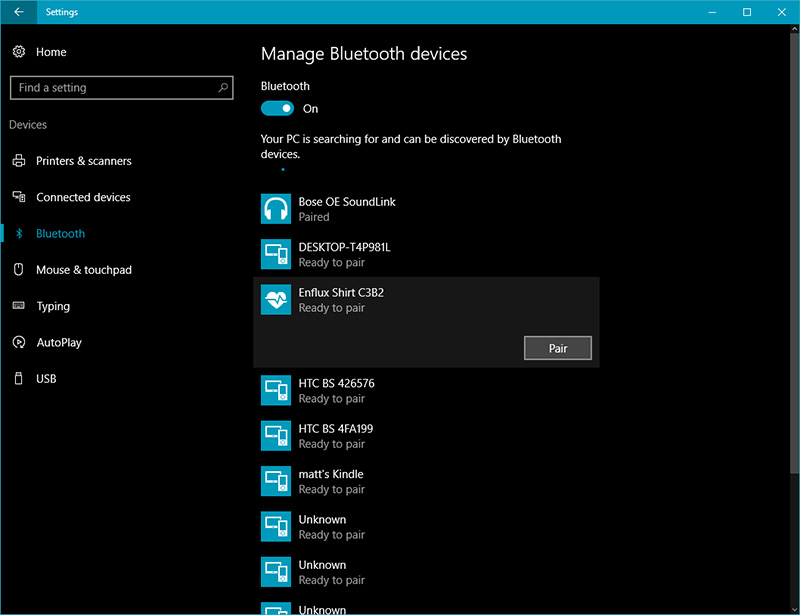 Settings
Home
Find a setting
Devices
Printers & scanners
Connected devices
Bluetooth
Mouse & touchpad
Typing
AutoPlay
USB
Manage Bluetooth devices
Bluetooth
On
Your PC is searching for and can be discovered by Bluetooth
devices.
Bose OE SoundLink
Paired
DESKTOP-T4P981L
Ready to pair
Enflux Shirt C3B2
Ready to pair
Pair
HTC BS 426576
Ready to pair
HTC BS 4FA199
Ready to pair
matt's Kindle
Ready to pair
Unknown
Ready to pair
Unknown
Ready to pair
Unknown